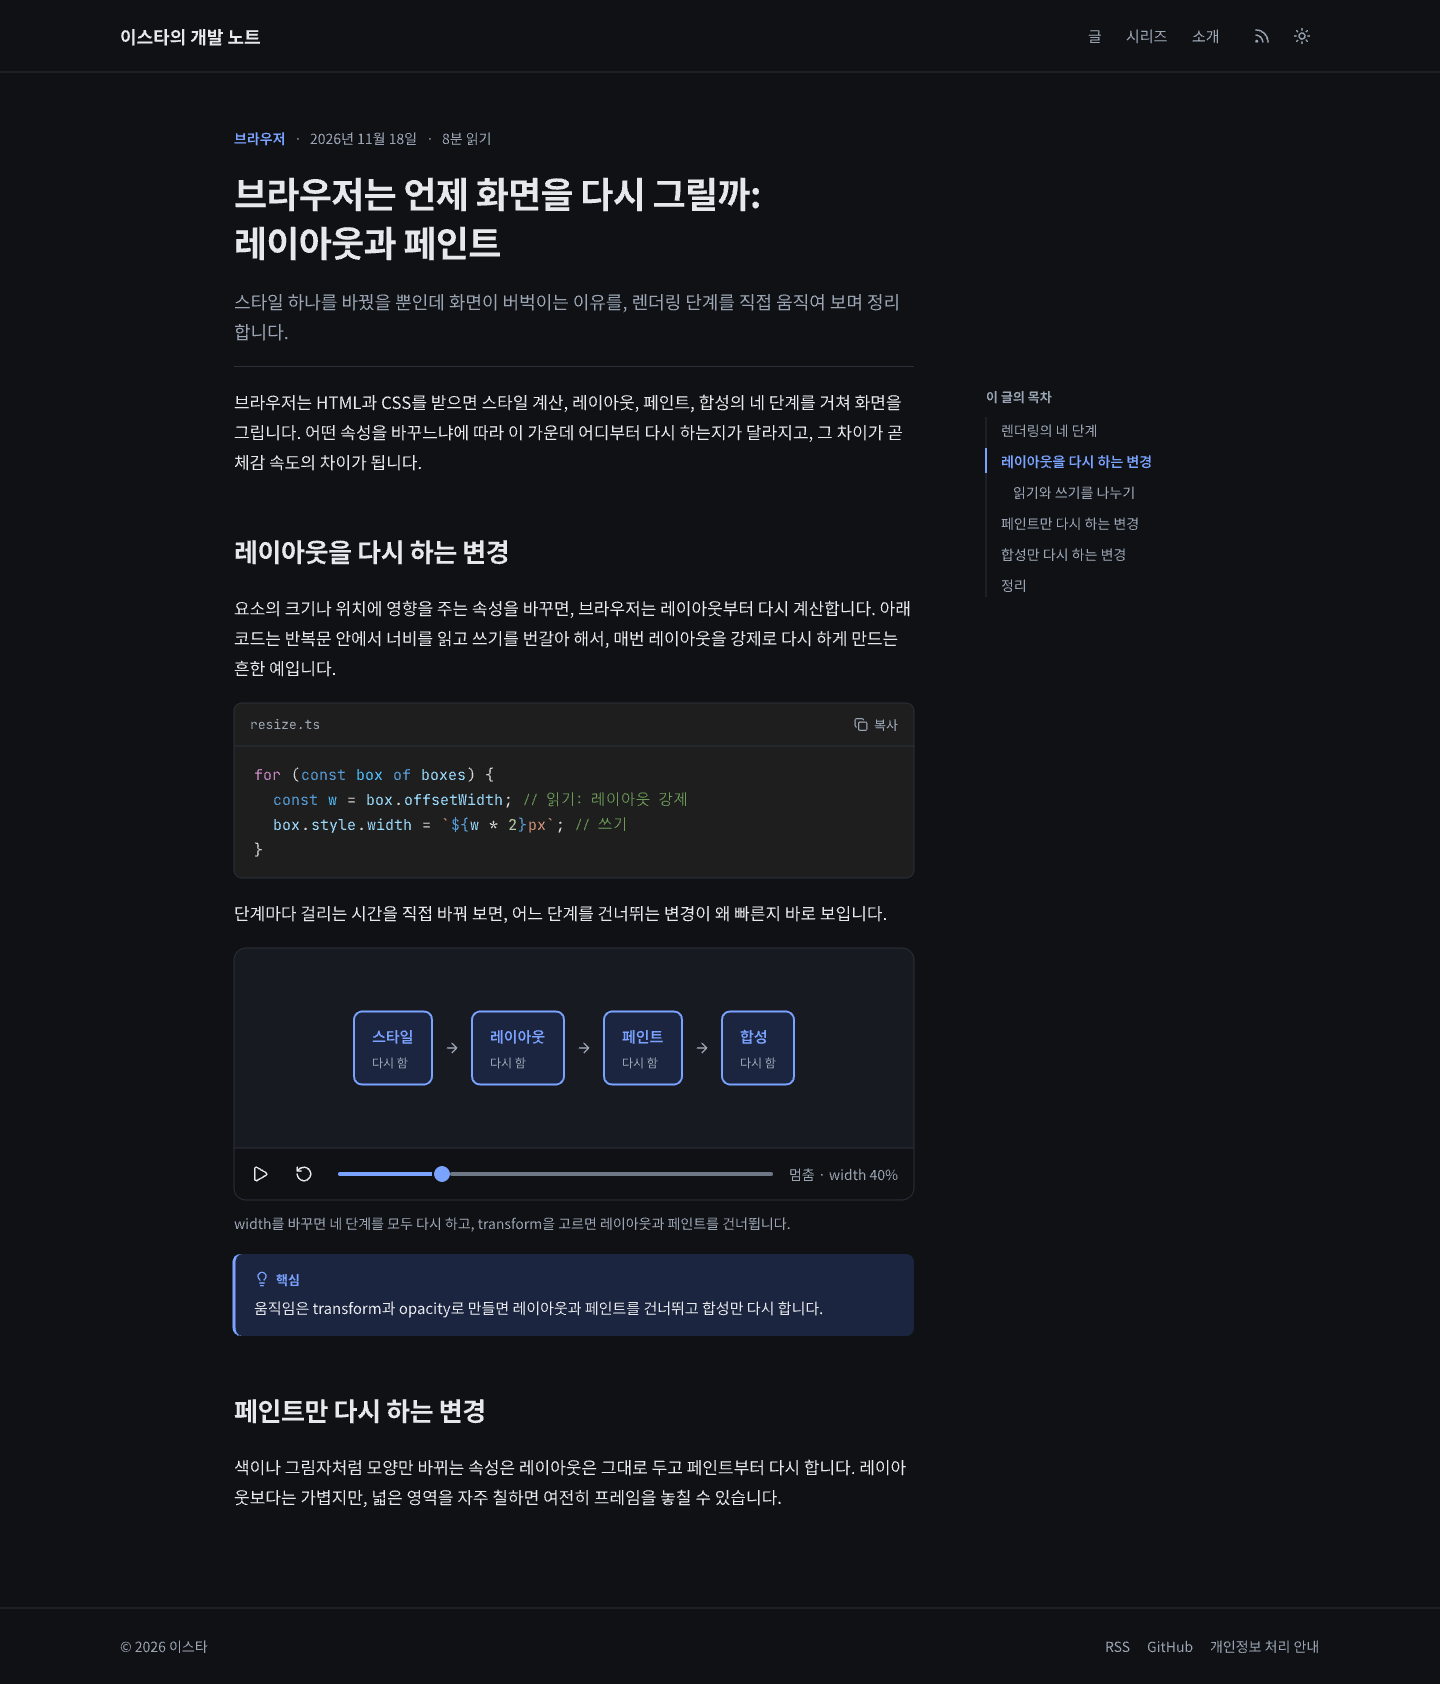 이스타의 개발 노트
글 시리즈 소개
브라우저 · 2026년 11월 18일 · 8분 읽기
브라우저는 언제 화면을 다시 그릴까:
레이아웃과 페인트
스타일 하나를 바꿨을 뿐인데 화면이 버벅이는 이유를, 렌더링 단계를 직접 움직여 보며 정리
합니다.
브라우저는 HTML과 CSS를 받으면 스타일 계산, 레이아웃, 페인트, 합성의 네 단계를 거쳐 화면을
그립니다. 어떤 속성을 바꾸느냐에 따라 이 가운데 어디부터 다시 하는지가 달라지고, 그 차이가 곧
체감 속도의 차이가 됩니다.
이 글의 목차
렌더링의 네 단계
레이아웃을 다시 하는 변경
읽기와 쓰기를 나누기
페인트만 다시 하는 변경
합성만 다시 하는 변경
정리
레이아웃을 다시 하는 변경
요소의 크기나 위치에 영향을 주는 속성을 바꾸면, 브라우저는 레이아웃부터 다시 계산합니다. 아래
코드는 반복문 안에서 너비를 읽고 쓰기를 번갈아 해서, 매번 레이아웃을 강제로 다시 하게 만드는
흔한 예입니다.
resize.ts 복사
for (const box of boxes) {
  const w = box.offsetWidth; // 읽기: 레이아웃 강제
  box.style.width = `${w * 2}px`; // 쓰기
}
단계마다 걸리는 시간을 직접 바꿔 보면, 어느 단계를 건너뛰는 변경이 왜 빠른지 바로 보입니다.
스타일 → 레이아웃 → 페인트 → 합성
다시 함 다시 함 다시 함 다시 함
멈춤 · width 40%
width를 바꾸면 네 단계를 모두 다시 하고, transform을 고르면 레이아웃과 페인트를 건너뜁니다.
핵심
움직임은 transform과 opacity로 만들면 레이아웃과 페인트를 건너뛰고 합성만 다시 합니다.
페인트만 다시 하는 변경
색이나 그림자처럼 모양만 바뀌는 속성은 레이아웃은 그대로 두고 페인트부터 다시 합니다. 레이아
웃보다는 가볍지만, 넓은 영역을 자주 칠하면 여전히 프레임을 놓칠 수 있습니다.
© 2026 이스타
RSS GitHub 개인정보 처리 안내